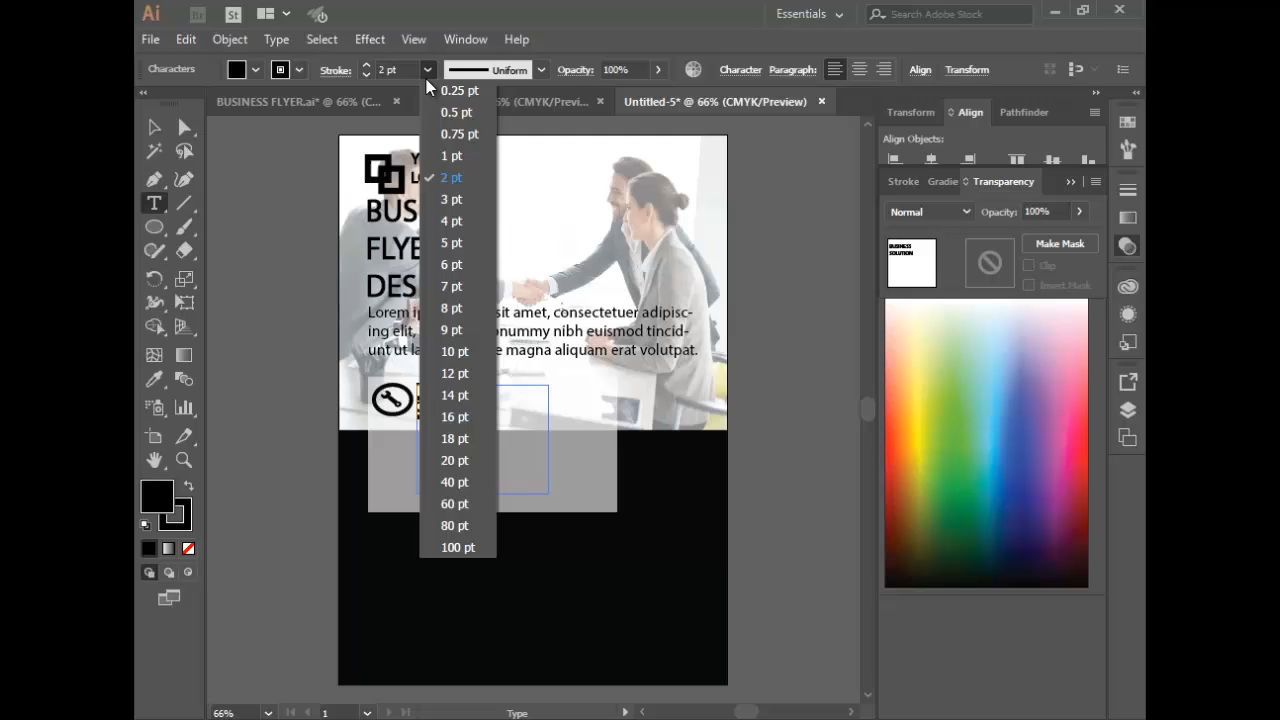 Ai Br St Essentials Search Adobe Stock
File Edit Object Type Select Effect View Window Help
Characters Stroke: 2 pt Uniform Opacity: 100% Character Paragraph: Align Transform
BUSINESS FLYER.ai* @ 66% (C... % (CMYK/Previ... Untitled-5* @ 66% (CMYK/Preview)
0.25 pt
0.5 pt
0.75 pt
1 pt
2 pt
3 pt
4 pt
5 pt
6 pt
7 pt
8 pt
9 pt
10 pt
12 pt
14 pt
16 pt
18 pt
20 pt
40 pt
60 pt
80 pt
100 pt
BUS
FLYE
DES
Lorem ip sit amet, consectetuer adipisc-
ing elit, onummy nibh euismod tincid-
unt ut la e magna aliquam erat volutpat.
Transform Align Pathfinder
Align Objects:
Stroke Gradie Transparency
Normal Opacity: 100%
BUSINESS
SOLUTION
Make Mask
Clip
Invert Mask
66% 1 Type